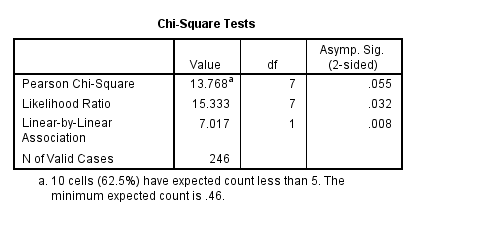 Chi-Square Tests
Value df Asymp. Sig. (2-sided)
Pearson Chi-Square 13.768a 7 .055
Likelihood Ratio 15.333 7 .032
Linear-by-Linear Association 7.017 1 .008
N of Valid Cases 246
a. 10 cells (62.5%) have expected count less than 5. The
minimum expected count is .46.